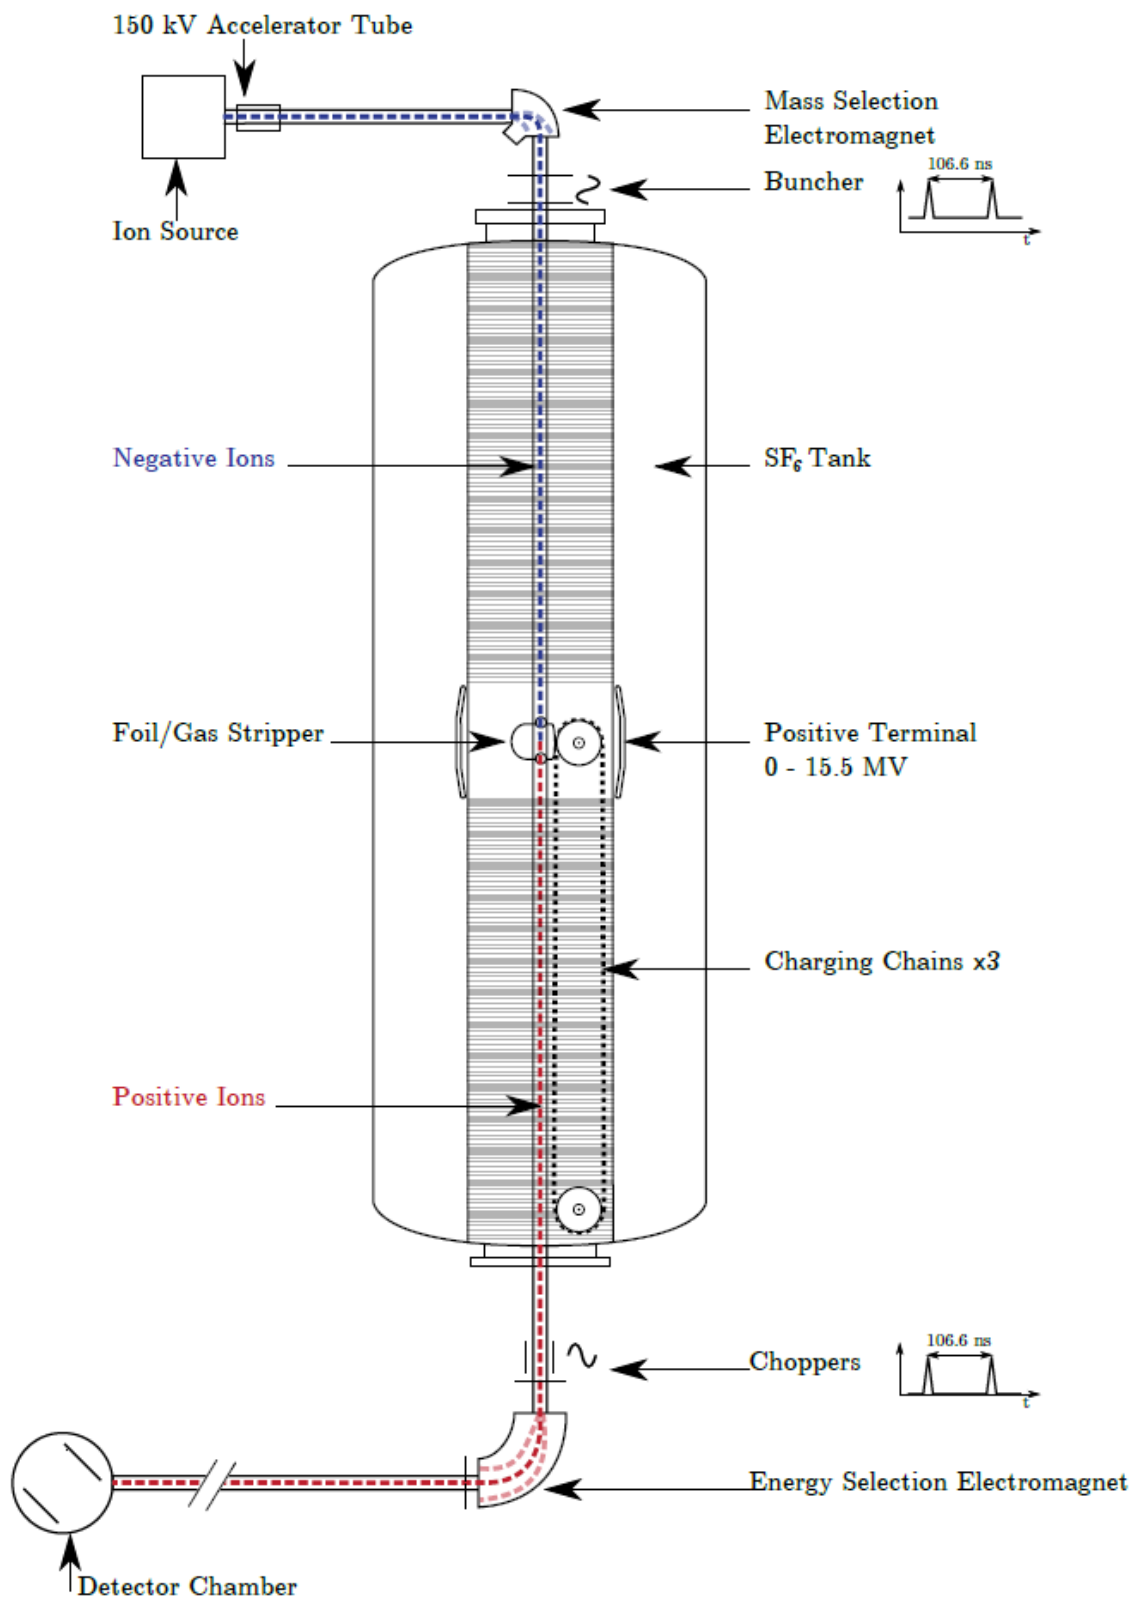 150 kV Accelerator Tube
Mass Selection
Electromagnet
106.6 ns
Buncher
Ion Source
t
Negative Ions
SF6 Tank
Foil/Gas Stripper
Positive Terminal
0 - 15.5 MV
Charging Chains x3
Positive Ions
106.6 ns
Choppers
t
Energy Selection Electromagnet
Detector Chamber